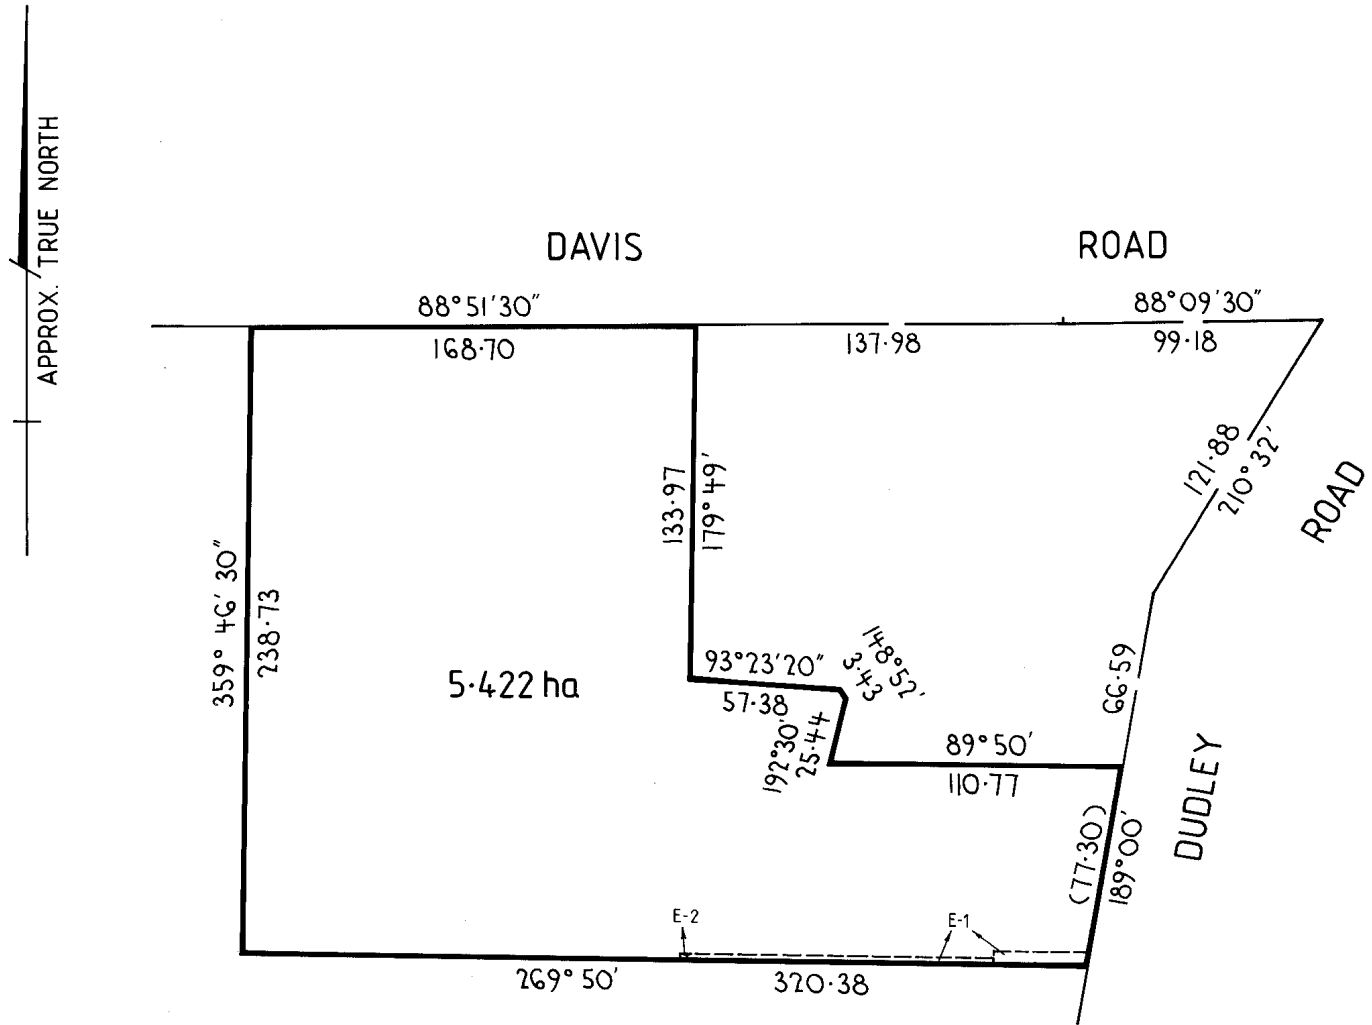 APPROX. TRUE NORTH
DAVIS ROAD
88°51'30"
168·70
137·98
88°09'30"
99·18
121·88
210°32'
ROAD
133·97
179°49'
359° 46' 30"
238·73
5·422 ha
93°23'20"
57·38
148°52'
3·43
192°30'
25·44
66·59
89°50'
110·77
DUDLEY
(77·30)
189°00'
E-2
E-1
269°50'
320·38